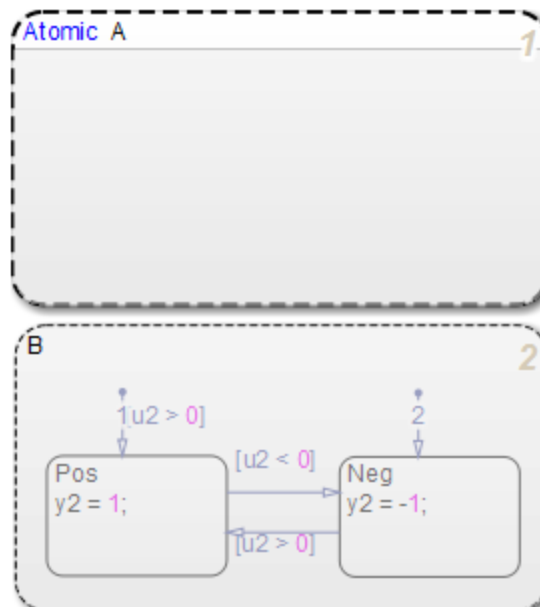 Atomic A
1
B
2
1[u2 > 0]
2
[u2 < 0]
Pos
y2 = 1;
Neg
y2 = -1;
[u2 > 0]